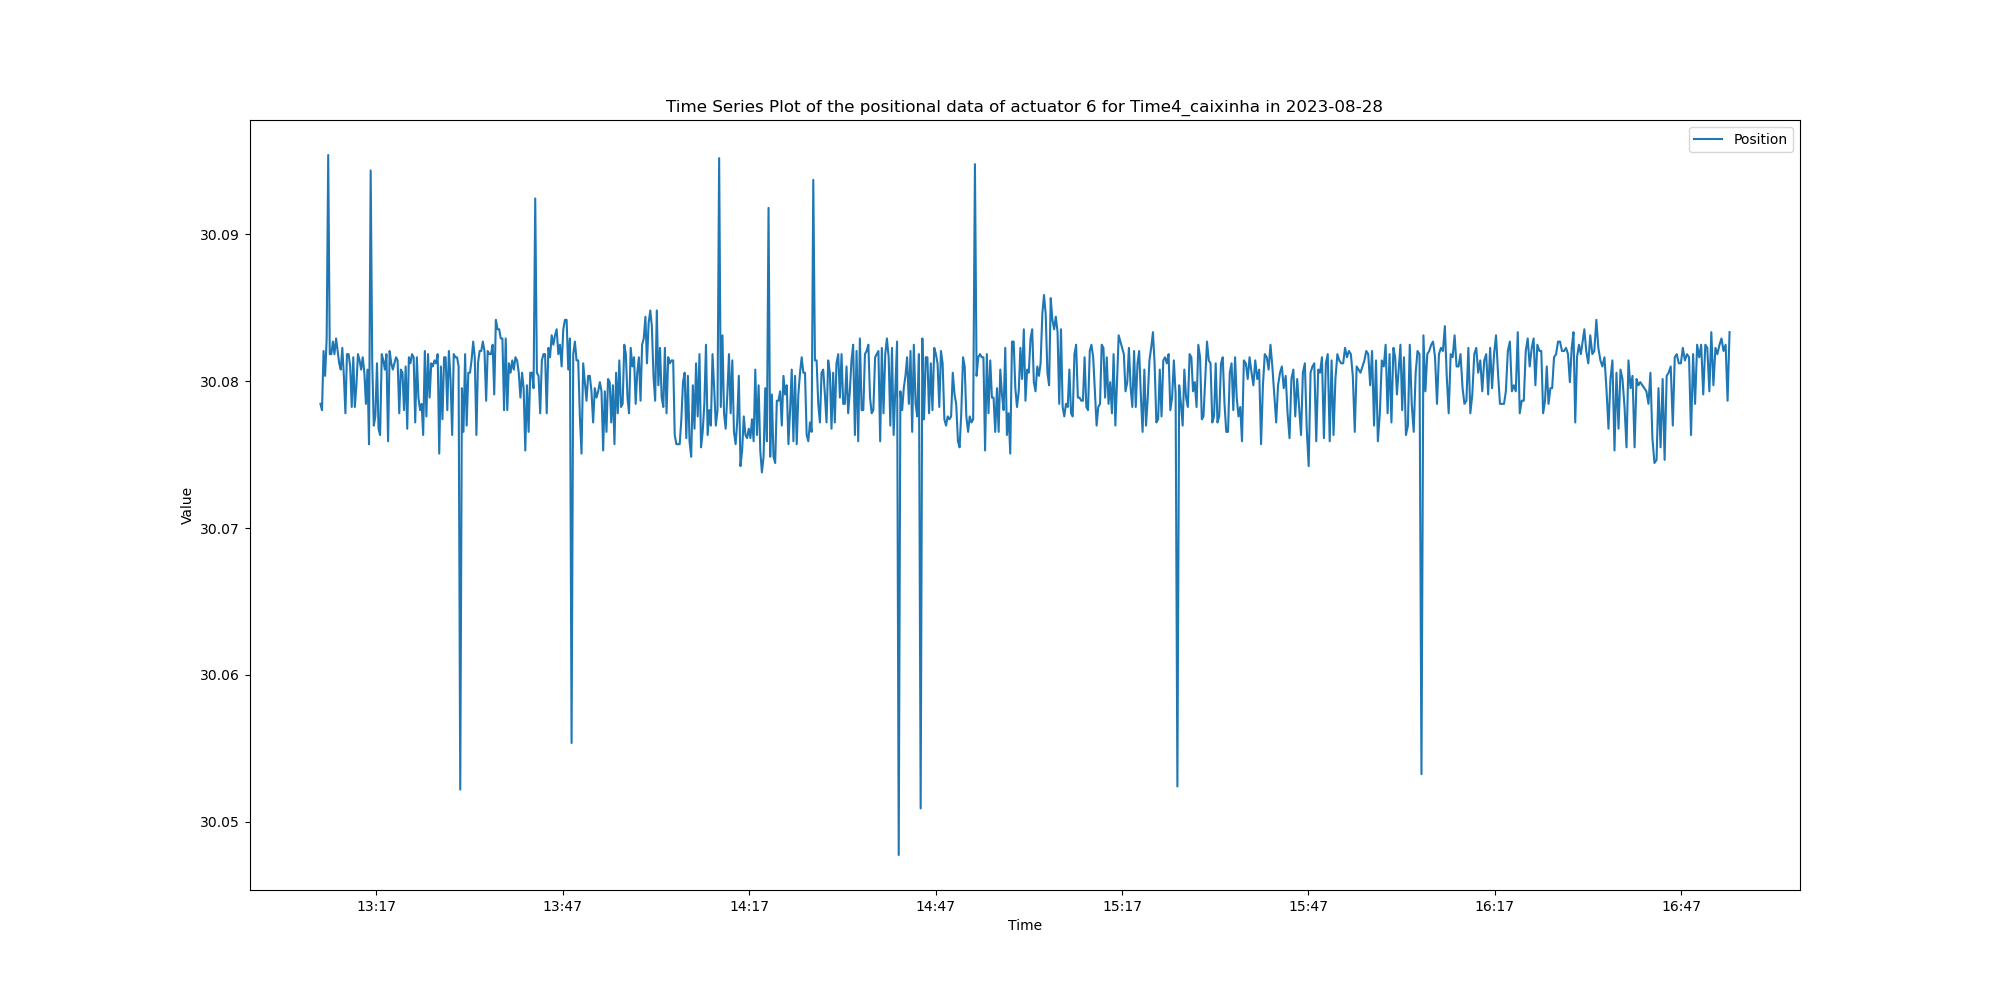 Time Series Plot of the positional data of actuator 6 for Time4_caixinha in 2023-08-28
Position
30.09
30.08
30.07
30.06
30.05
Value
13:17 13:47 14:17 14:47 15:17 15:47 16:17 16:47
Time